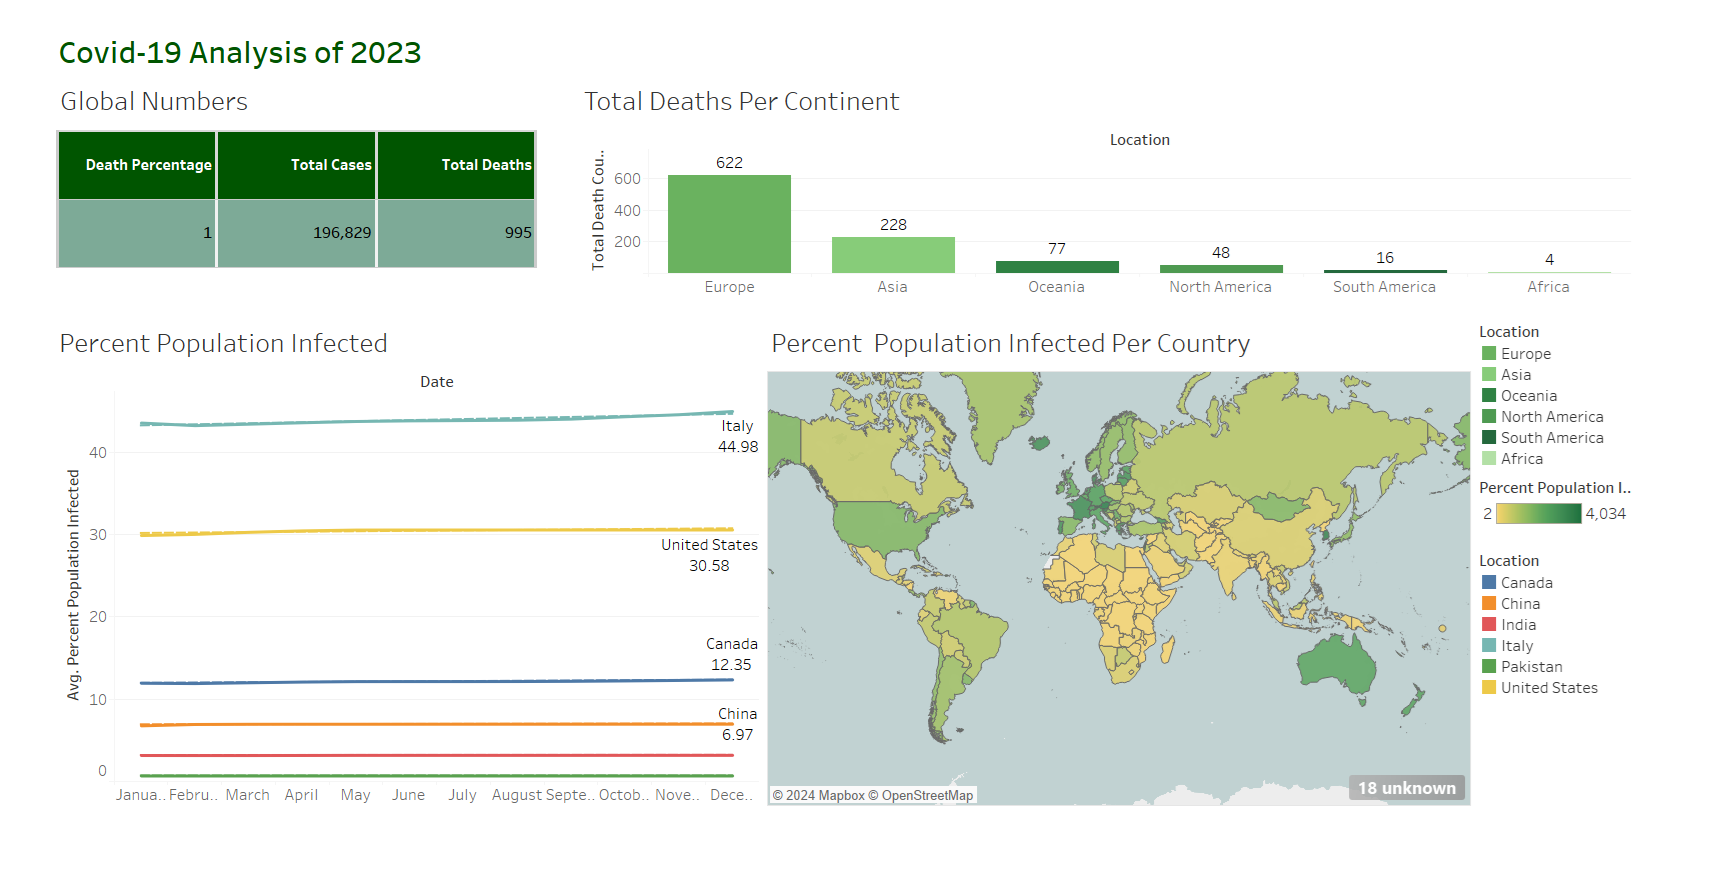 Covid-19 Analysis of 2023
Global Numbers
Death Percentage Total Cases Total Deaths
1 196,829 995
Total Deaths Per Continent
Location
Total Death Cou..
600
400
200
622
228
77
48
16
4
Europe Asia Oceania North America South America Africa
Percent Population Infected
Date
Avg. Percent Population Infected
40
30
20
10
0
Italy
44.98
United States
30.58
Canada
12.35
China
6.97
Janua.. Febru.. March April May June July August Septe.. Octob.. Nove.. Dece..
Percent Population Infected Per Country
© 2024 Mapbox © OpenStreetMap
18 unknown
Location
Europe
Asia
Oceania
North America
South America
Africa
Percent Population I..
2 4,034
Location
Canada
China
India
Italy
Pakistan
United States